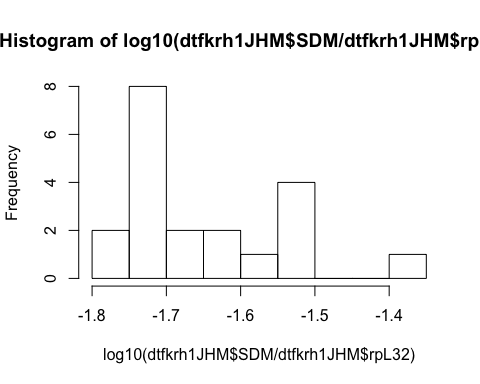 Histogram of log10(dtfkrh1JHM$SDM/dtfkrh1JHM$rp
8
6
4
2
0
Frequency
-1.8 -1.7 -1.6 -1.5 -1.4
log10(dtfkrh1JHM$SDM/dtfkrh1JHM$rpL32)